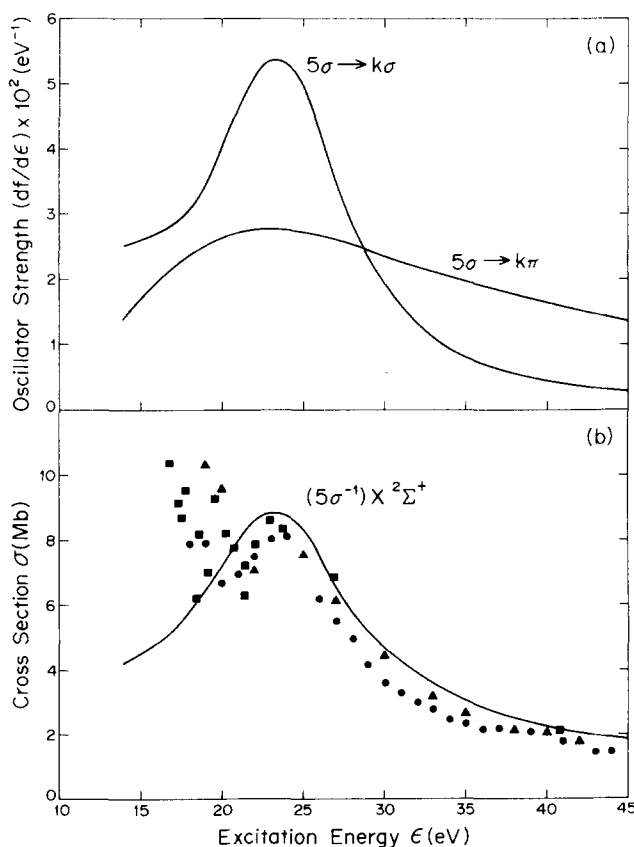 (a)
6
5
4
3
2
1
0
Oscillator Strength (df/dϵ) x 10² (eV⁻¹)
5σ → kσ
5σ → kπ
(b)
10
8
6
4
2
0
Cross Section σ (Mb)
(5σ⁻¹) X ²Σ⁺
10 15 20 25 30 35 40 45
Excitation Energy ϵ (eV)